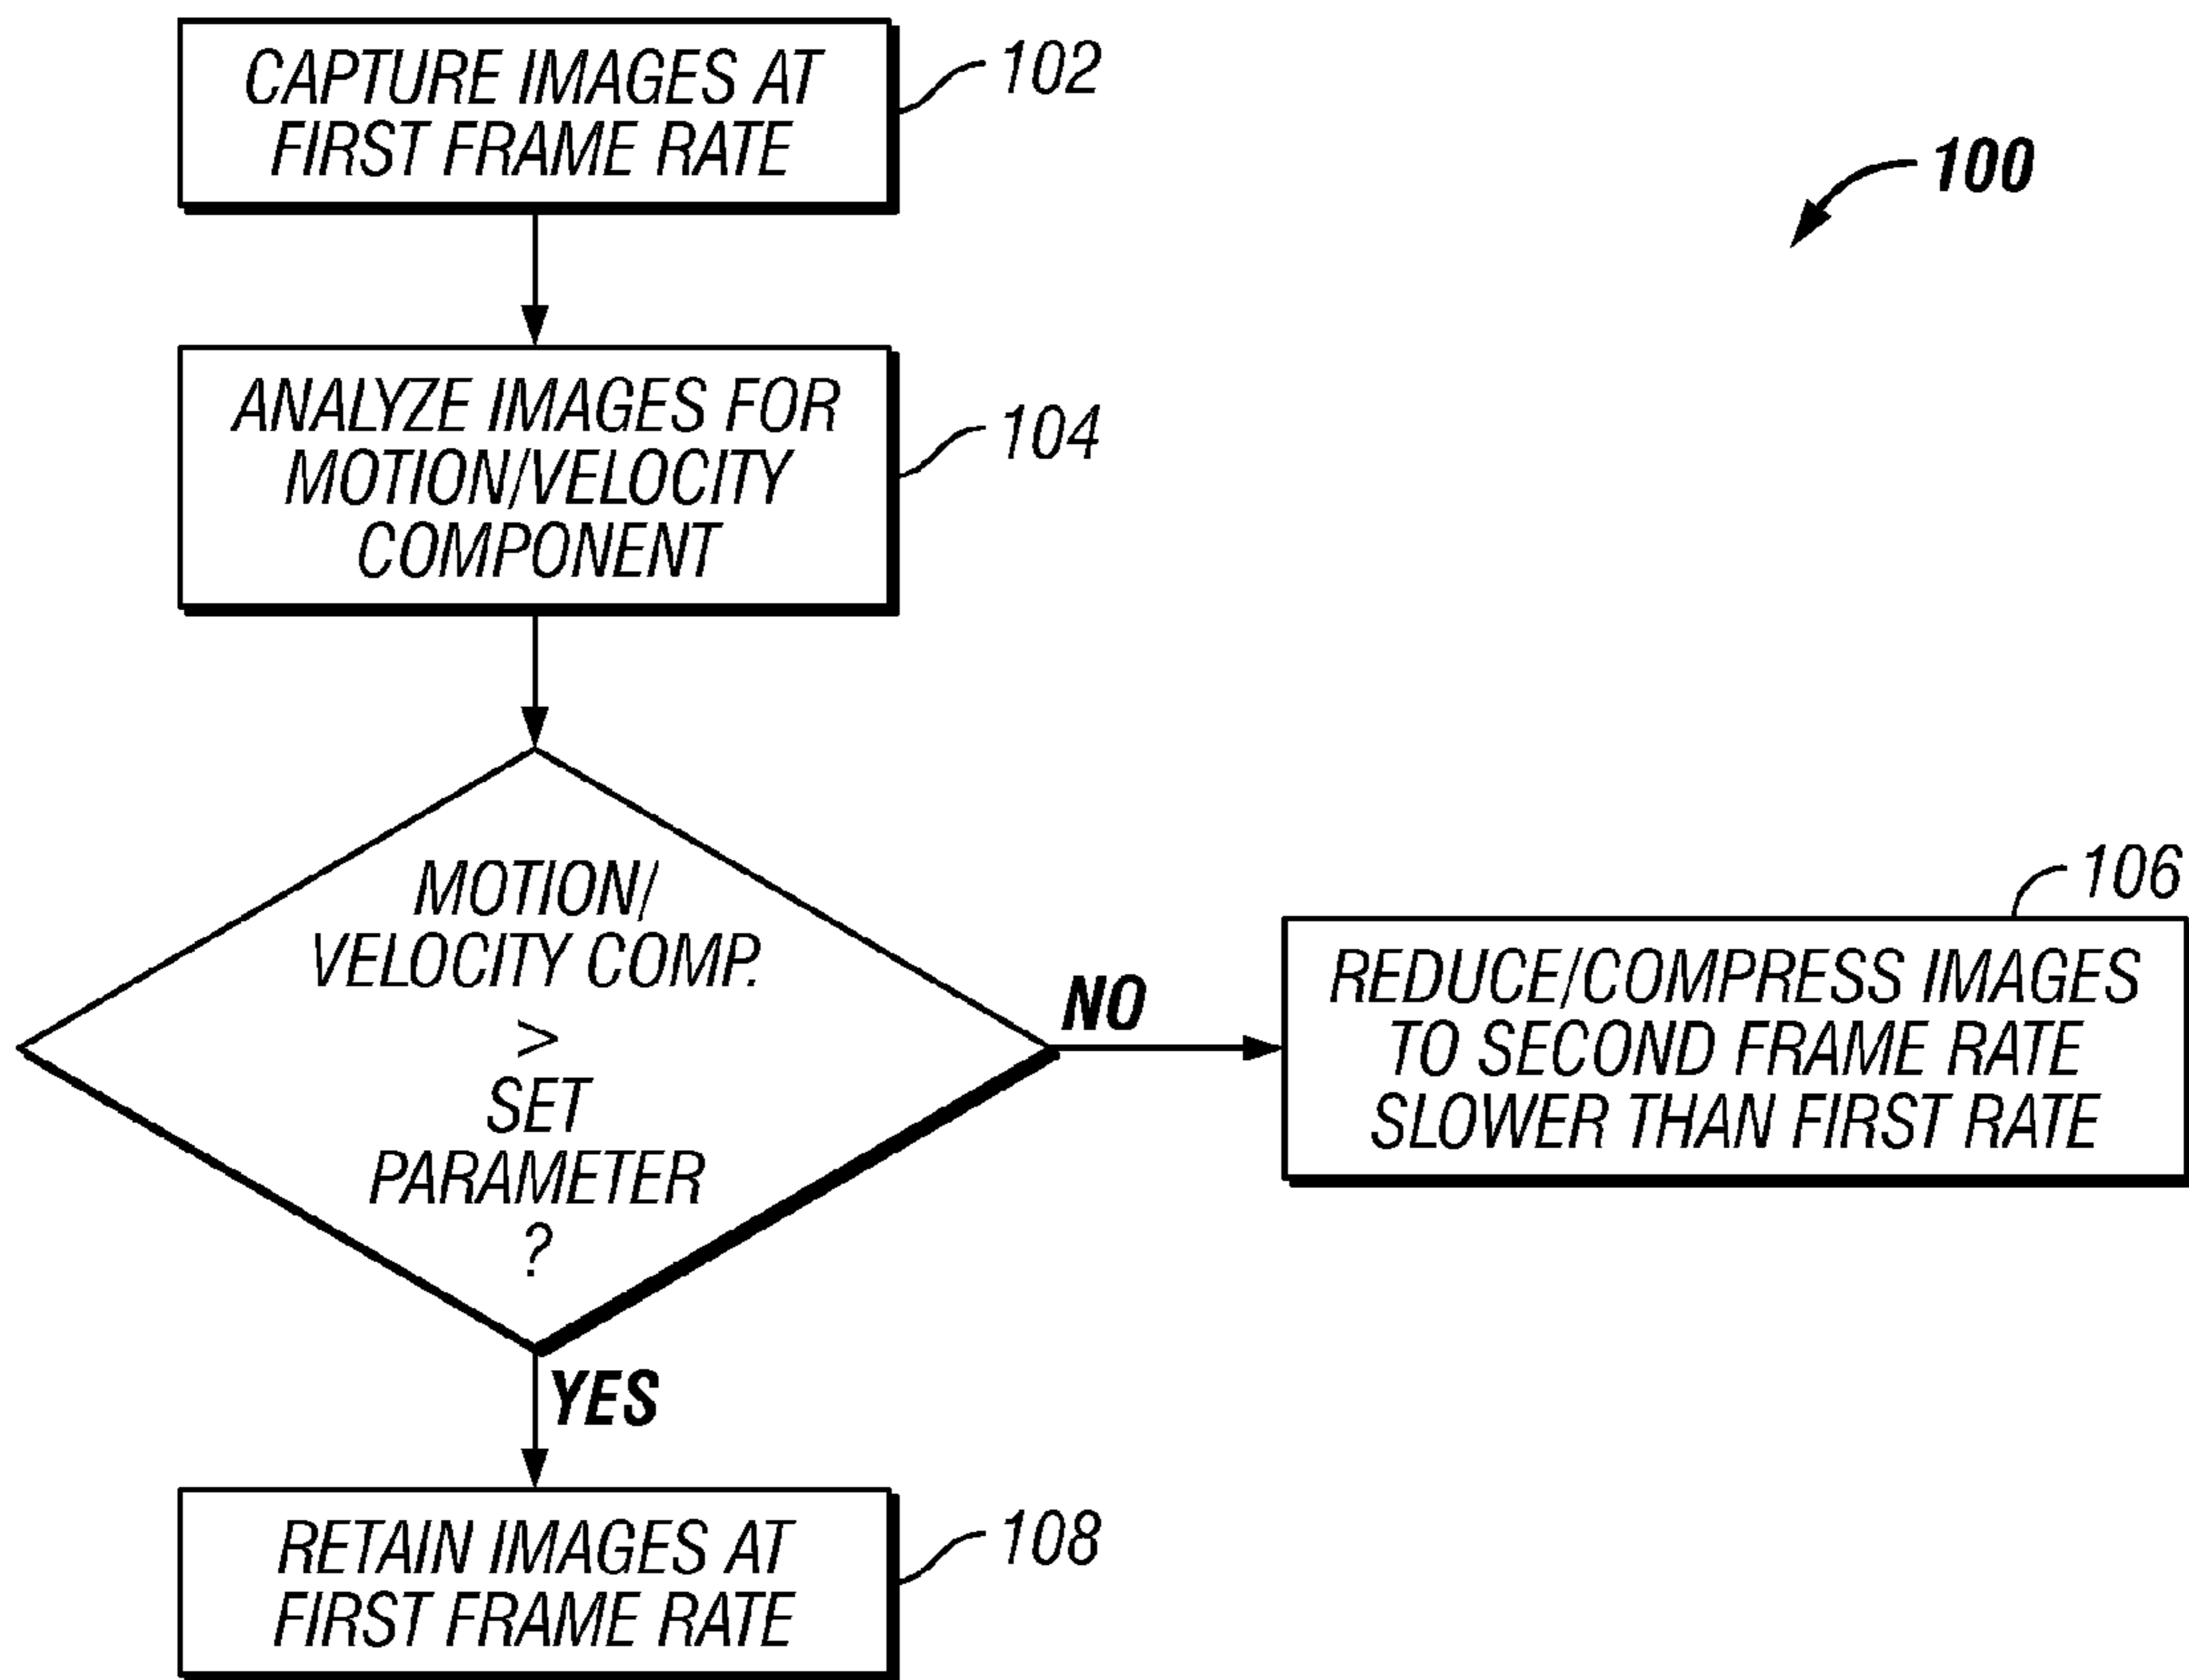 CAPTURE IMAGES AT
FIRST FRAME RATE
102
100
ANALYZE IMAGES FOR
MOTION/VELOCITY
COMPONENT
104
MOTION/
VELOCITY COMP.
>
SET
PARAMETER
?
NO
106
REDUCE/COMPRESS IMAGES
TO SECOND FRAME RATE
SLOWER THAN FIRST RATE
YES
RETAIN IMAGES AT
FIRST FRAME RATE
108